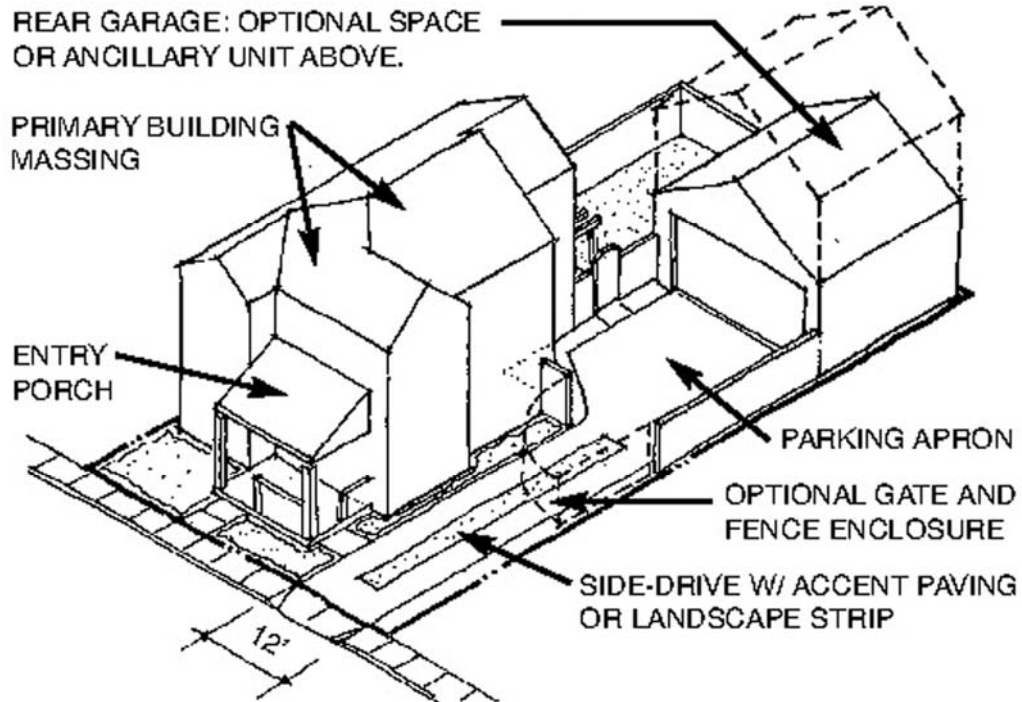 REAR GARAGE: OPTIONAL SPACE
OR ANCILLARY UNIT ABOVE.
PRIMARY BUILDING
MASSING
ENTRY
PORCH
PARKING APRON
OPTIONAL GATE AND
FENCE ENCLOSURE
SIDE-DRIVE W/ ACCENT PAVING
OR LANDSCAPE STRIP
12'